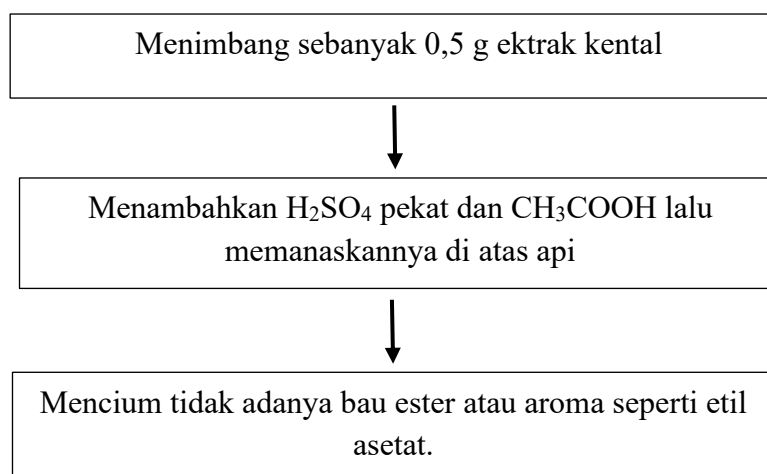 Menimbang sebanyak 0,5 g ektrak kental
Menambahkan H₂SO₄ pekat dan CH₃COOH lalu
memanaskannya di atas api
Mencium tidak adanya bau ester atau aroma seperti etil
asetat.